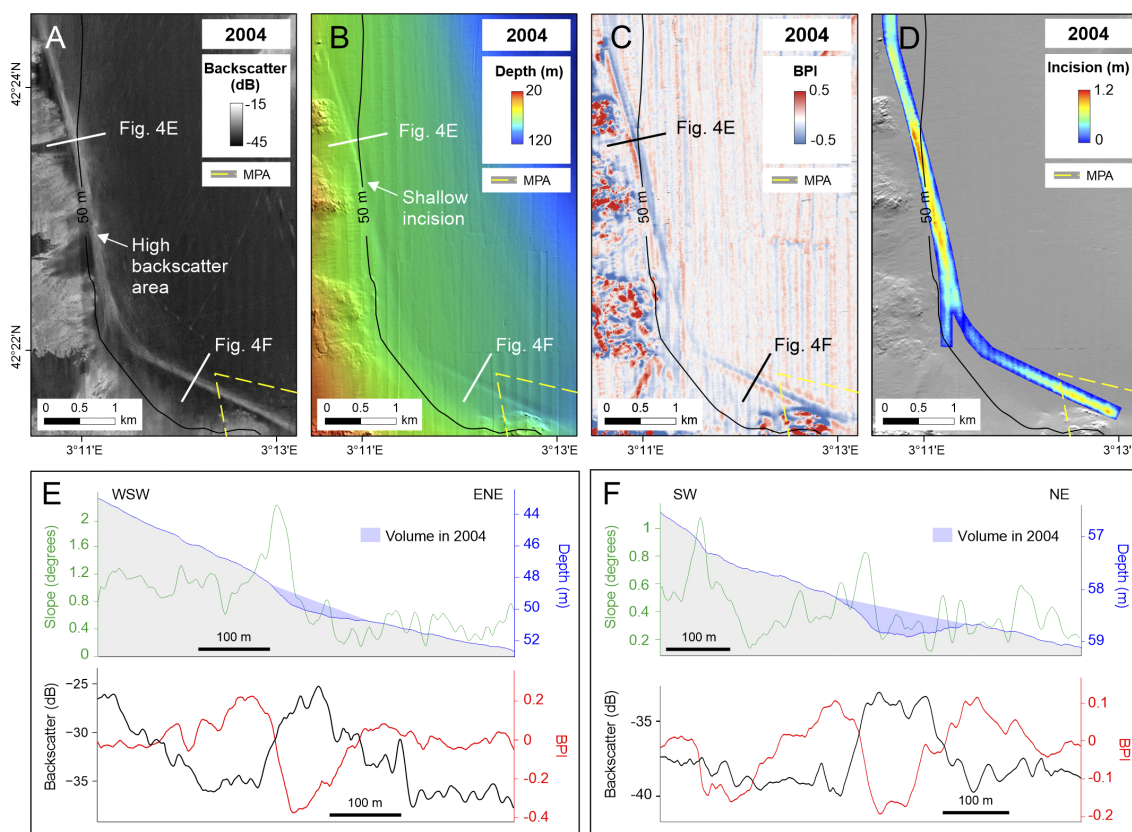 A
2004
Backscatter
(dB)
-15
-45
MPA
Fig. 4E
50 m
High
backscatter
area
Fig. 4F
0 0.5 1
km
42°24'N
42°22'N
3°11'E
3°13'E
B
2004
Depth (m)
20
120
MPA
Fig. 4E
50 m
Shallow
incision
Fig. 4F
0 0.5 1
km
3°11'E
3°13'E
C
2004
BPI
0.5
-0.5
MPA
Fig. 4E
50 m
Fig. 4F
0 0.5 1
km
3°11'E
3°13'E
D
2004
Incision (m)
1.2
0
MPA
50 m
0 0.5 1
km
3°11'E
3°13'
E
WSW
ENE
Volume in 2004
Slope (degrees)
2
1.6
1.2
0.8
0.4
0
44
46
48
50
52
Depth (m)
100 m
Backscatter (dB)
-25
-30
-35
0.2
0
-0.2
-0.4
BPI
100 m
F
SW
NE
Volume in 2004
Slope (degrees)
1
0.8
0.6
0.4
0.2
57
58
59
Depth (m)
100 m
Backscatter (dB)
-35
-40
0.1
0
-0.1
-0.2
BPI
100 m